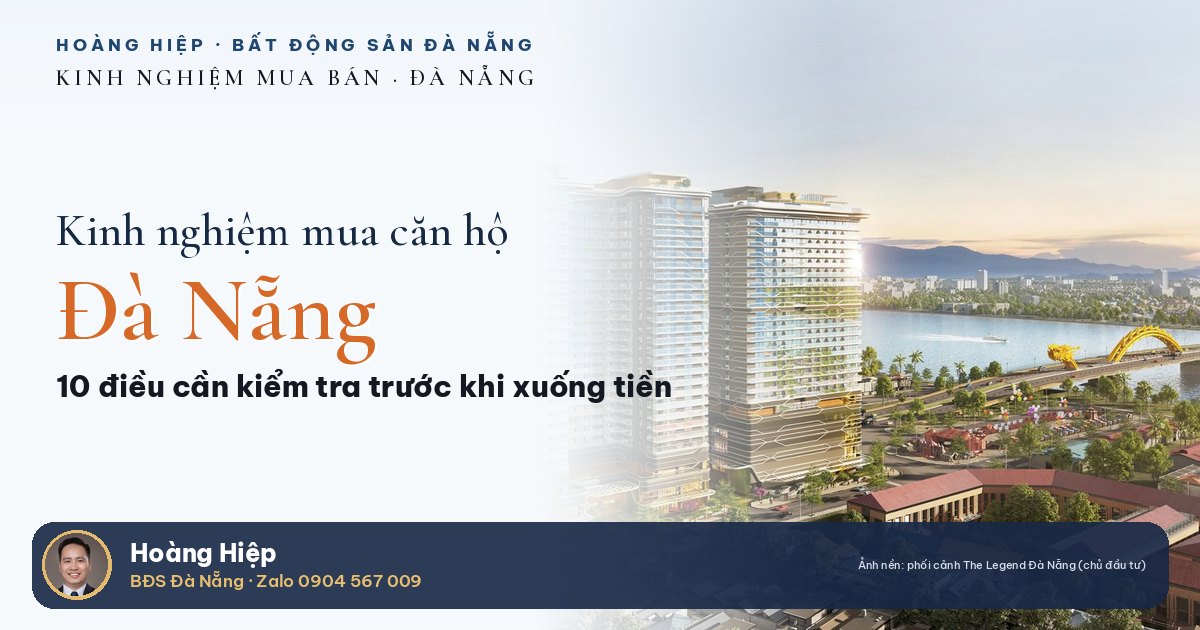 HOÀNG HIỆP · BẤT ĐỘNG SẢN ĐÀ NẴNG
KINH NGHIỆM MUA BÁN · ĐÀ NẴNG
Kinh nghiệm mua căn hộ
Đà Nẵng
10 điều cần kiểm tra trước khi xuống tiền
Hoàng Hiệp
BĐS Đà Nẵng · Zalo 0904 567 009
Ảnh nền: phối cảnh The Legend Đà Nẵng (chủ đầu tư)